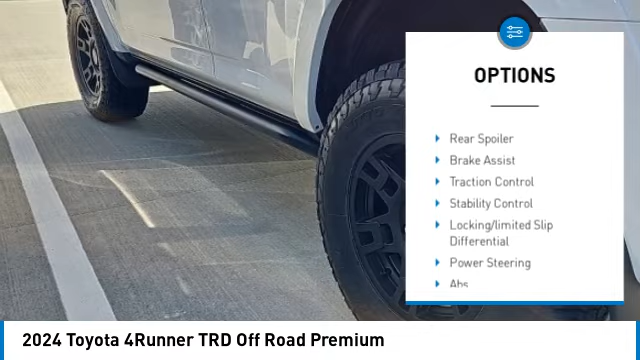 OPTIONS
Rear Spoiler
Brake Assist
Traction Control
Stability Control
Locking/limited Slip
Differential
Power Steering
Abs
2024 Toyota 4Runner TRD Off Road Premium